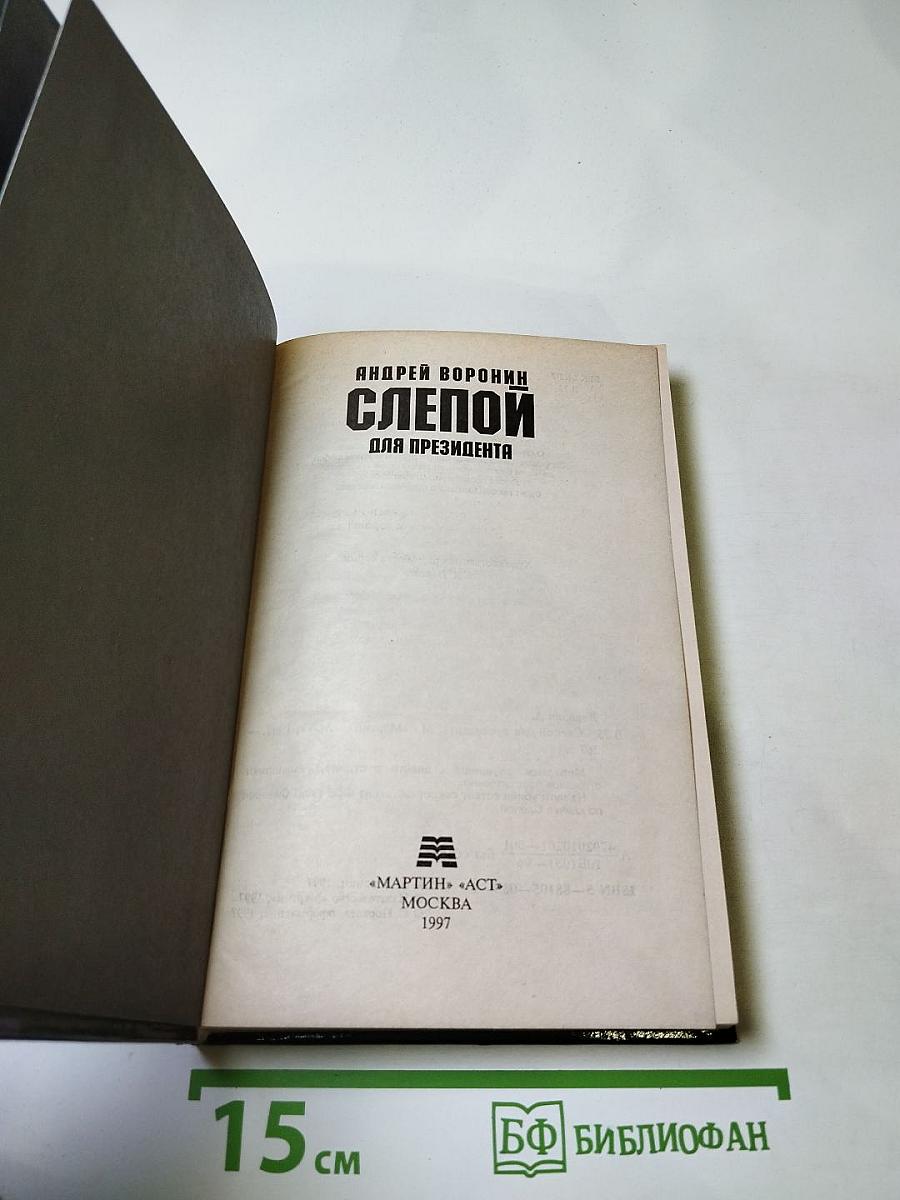 АНДРЕЙ ВОРОНИН
СЛЕПОЙ
ДЛЯ ПРЕЗИДЕНТА
«МАРТИН» «АСТ»
МОСКВА
1997
15 см
БФ БИБЛИОФАН